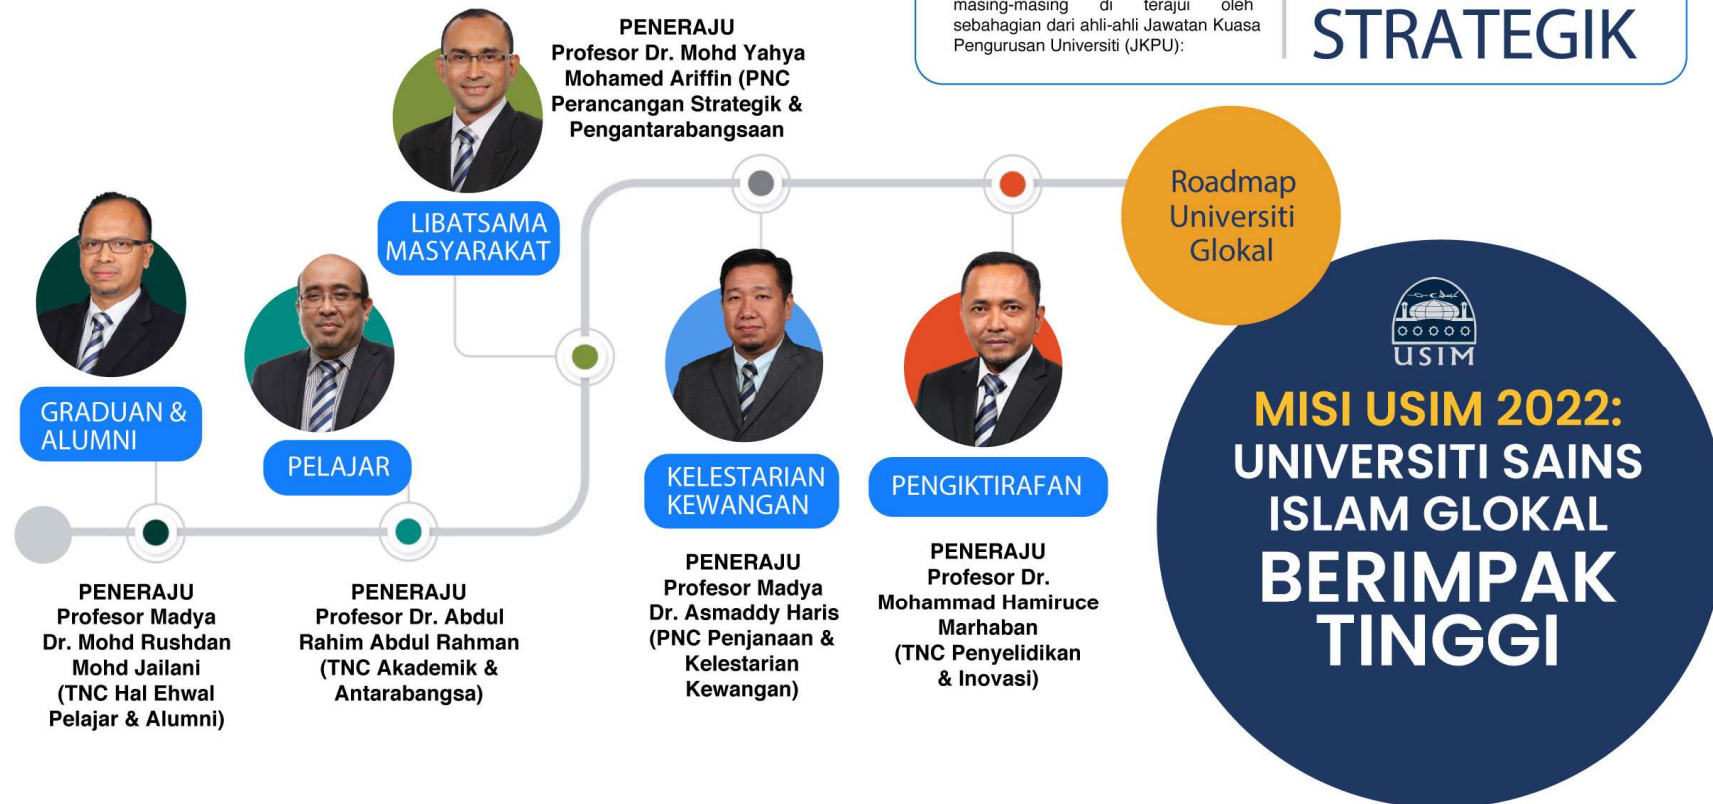 masing-masing di terajui oleh
sebahagian dari ahli-ahli Jawatan Kuasa
Pengurusan Universiti (JKPU):
STRATEGIK
PENERAJU
Profesor Dr. Mohd Yahya
Mohamed Ariffin (PNC
Perancangan Strategik &
Pengantarabangsaan
LIBATSAMA
MASYARAKAT
GRADUAN &
ALUMNI
PELAJAR
KELESTARIAN
KEWANGAN
PENGIKTIRAFAN
PENERAJU
Profesor Madya
Dr. Mohd Rushdan
Mohd Jailani
(TNC Hal Ehwal
Pelajar & Alumni)
PENERAJU
Profesor Dr. Abdul
Rahim Abdul Rahman
(TNC Akademik &
Antarabangsa)
PENERAJU
Profesor Madya
Dr. Asmaddy Haris
(PNC Penjanaan &
Kelestarian
Kewangan)
PENERAJU
Profesor Dr.
Mohammad Hamiruce
Marhaban
(TNC Penyelidikan
& Inovasi)
Roadmap
Universiti
Glokal
USIM
MISI USIM 2022:
UNIVERSITI SAINS
ISLAM GLOKAL
BERIMPAK
TINGGI